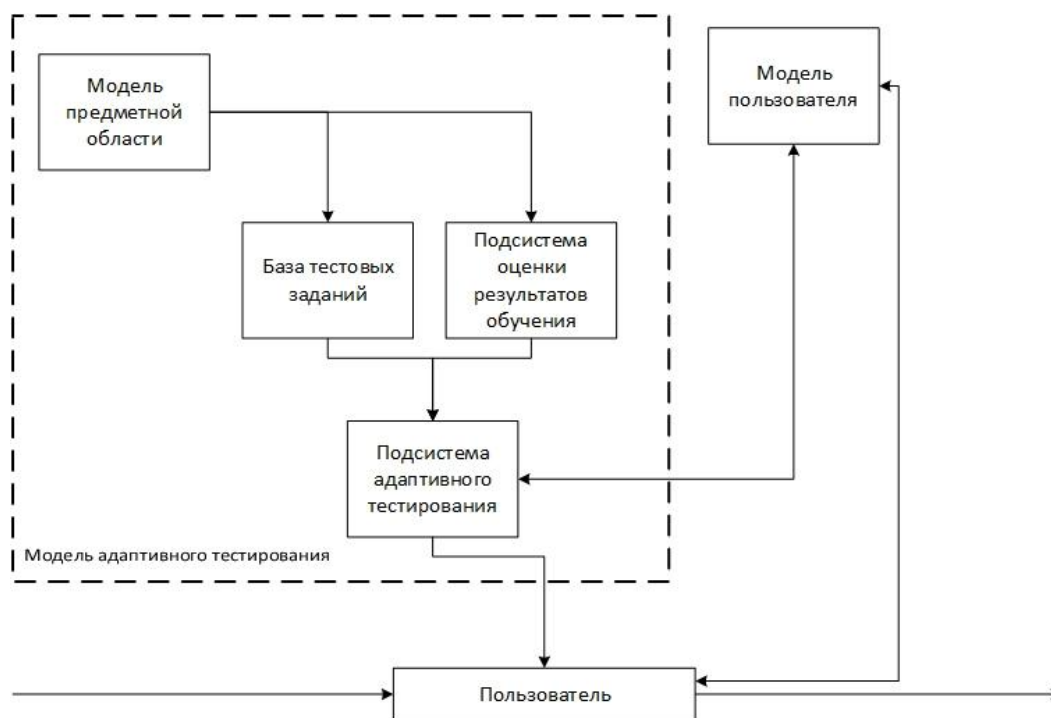 Модель
предметной
области
Модель
пользователя
База тестовых
заданий
Подсистема
оценки
результатов
обучения
Подсистема
адаптивного
тестирования
Модель адаптивного тестирования
Пользователь